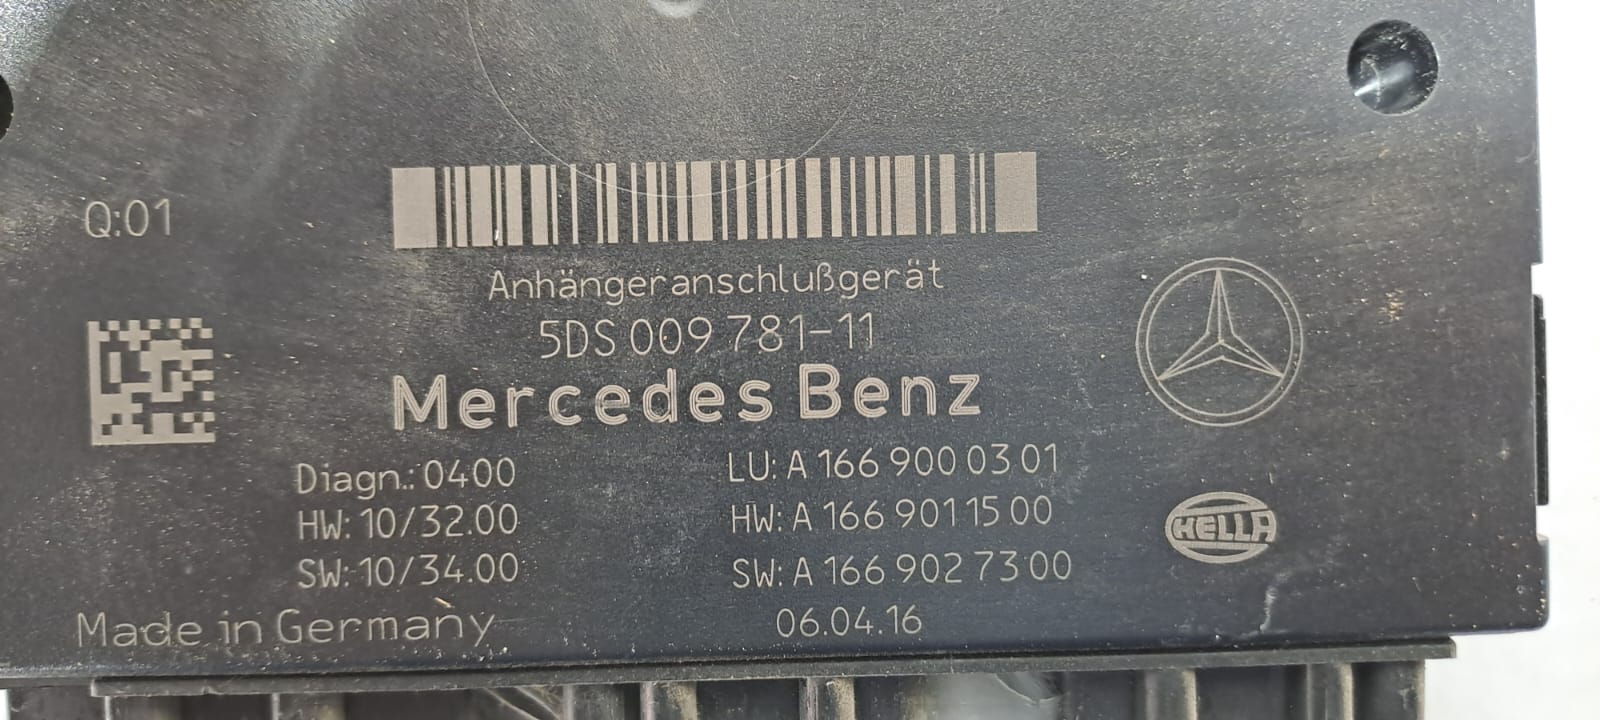 Q:01
Anhängeranschlußgerät
5DS 009 781-11
Mercedes Benz
Diagn.: 0400
HW: 10/32.00
SW: 10/34.00
LU: A 166 900 03 01
HW: A 166 901 15 00
SW: A 166 902 73 00
HELLA
Made in Germany
06.04.16